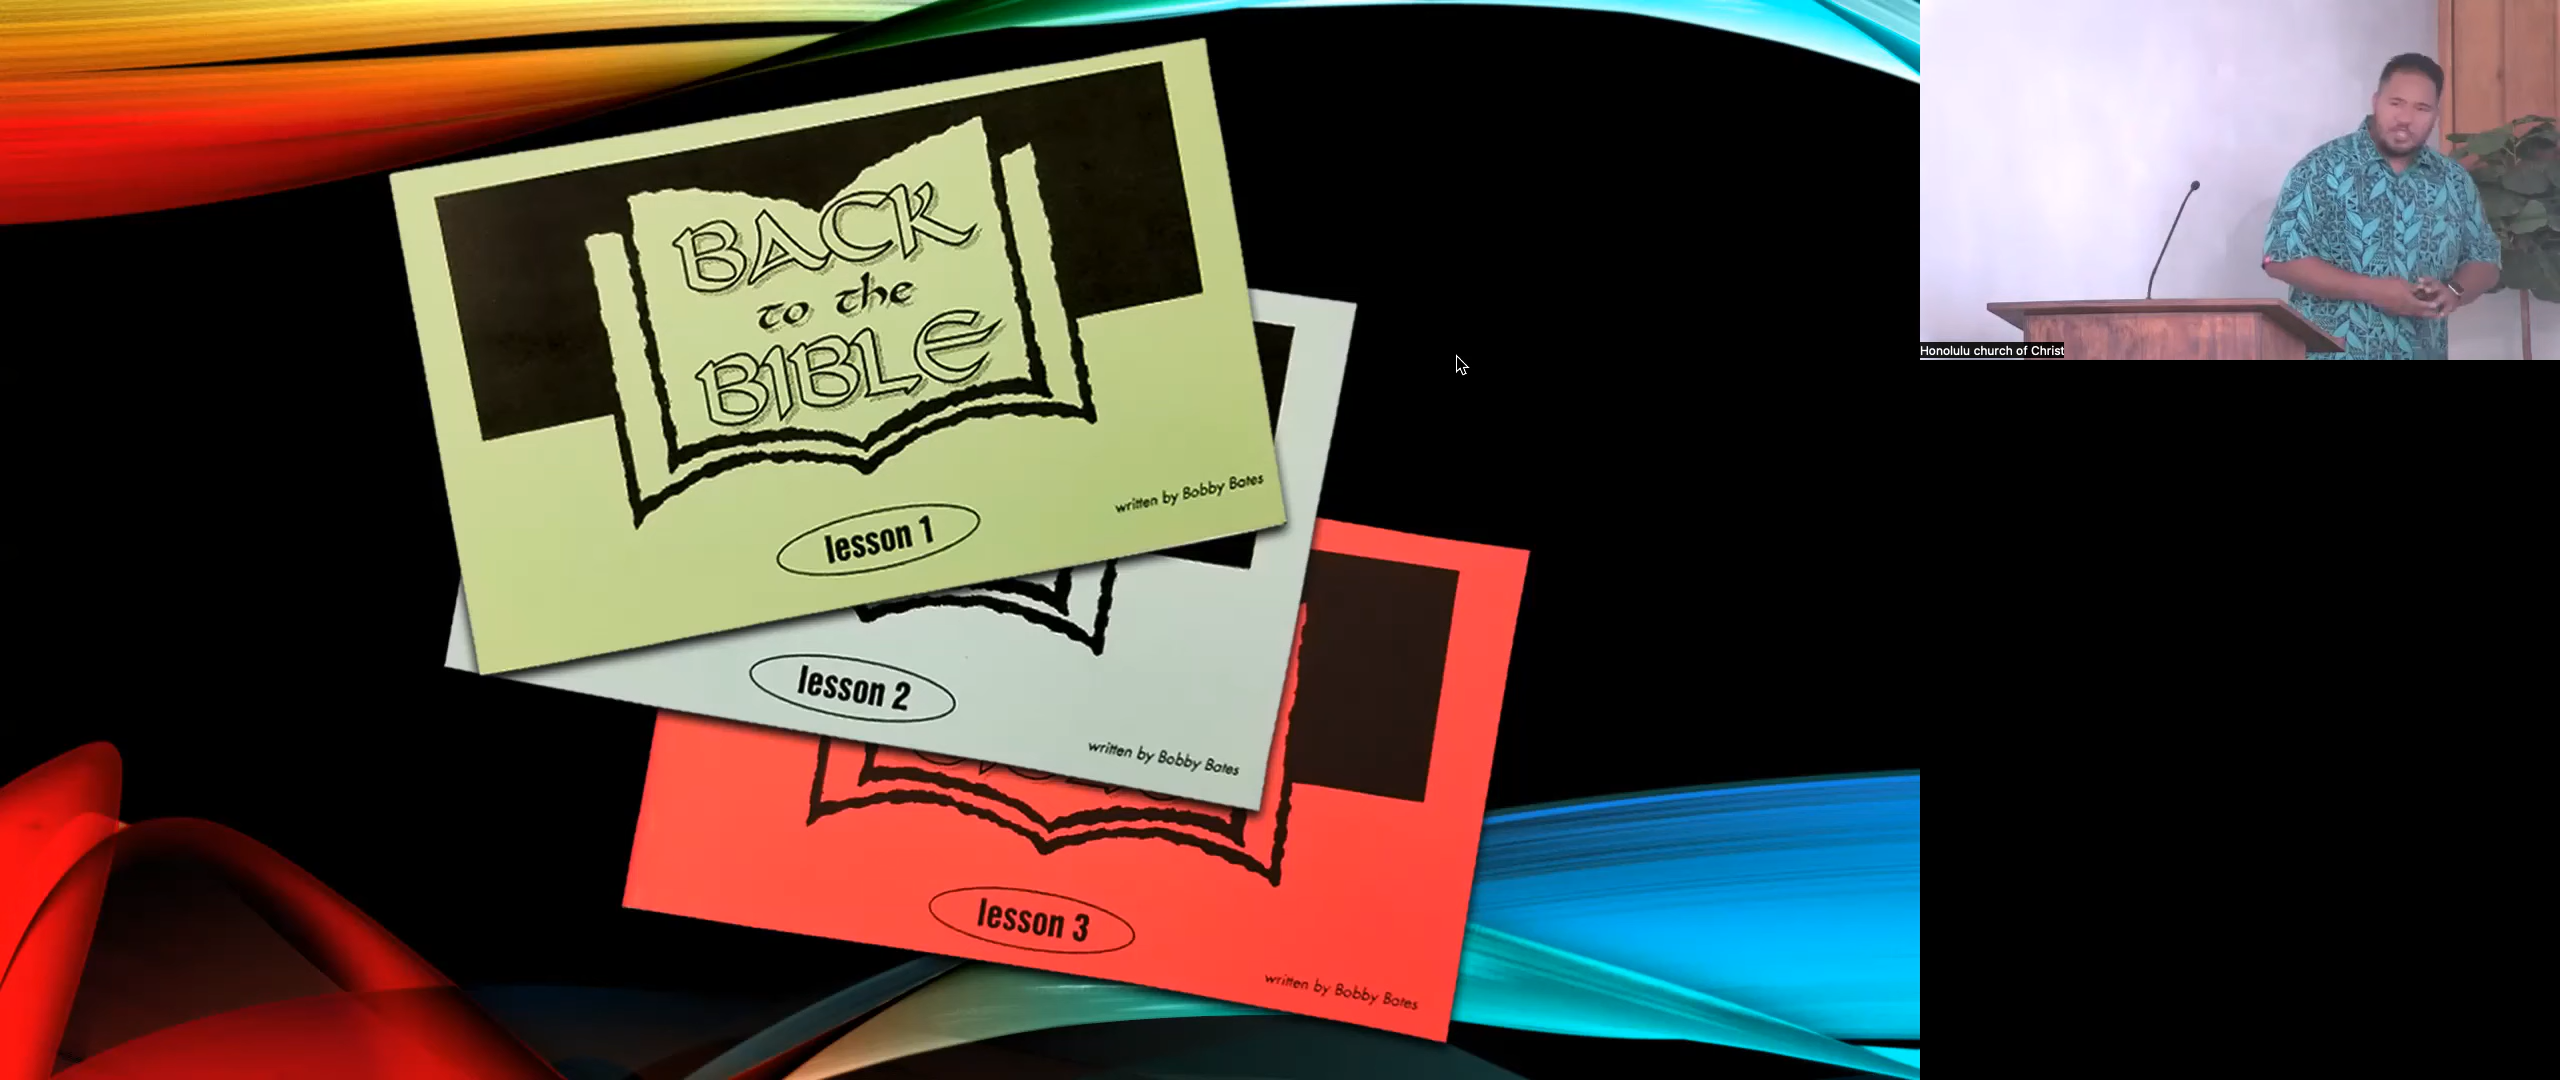 BACK
to the
BIBLE
written by Bobby Bates
lesson 1
lesson 2
written by Bobby Bates
lesson 3
written by Bobby Bates
Honolulu church of Christ